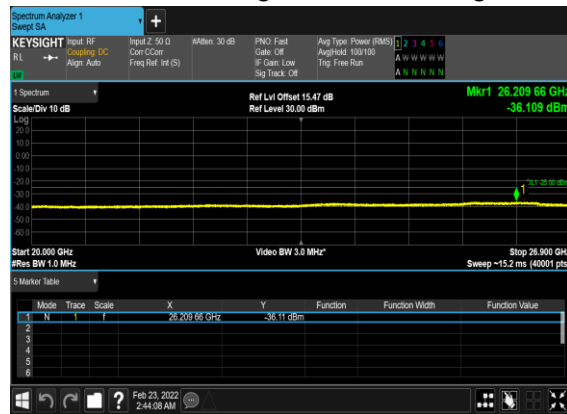 Spectrum Analyzer 1
Swept SA
+
KEYSIGHT Input: RF Input Z: 50 Ω #Atten: 30 dB PNO: Fast Avg Type: Power (RMS) 1 2 3 4 5 6
RL Coupling: DC Corr CCorr Gate: Off Avg|Hold: 100/100 A W W W W W
Align: Auto Freq Ref: Int (S) IF Gain: Low Trig: Free Run
Sig Track: Off A N N N N N
1 Spectrum Ref Lvl Offset 15.47 dB Mkr1 26.209 66 GHz
Scale/Div 10 dB Ref Level 30.00 dBm -36.109 dBm
Log
20.0
10.0
0.00
-10.0
-20.0
DL1 -25.00 dBm
1
-30.0
-40.0
-50.0
-60.0
Start 20.000 GHz Video BW 3.0 MHz* Stop 26.900 GHz
#Res BW 1.0 MHz Sweep ~15.2 ms (40001 pts)
5 Marker Table
Mode Trace Scale X Y Function Function Width Function Value
1 N 1 f 26.209 66 GHz -36.11 dBm
2
3
4
5
6
? Feb 23, 2022
2:44:08 AM